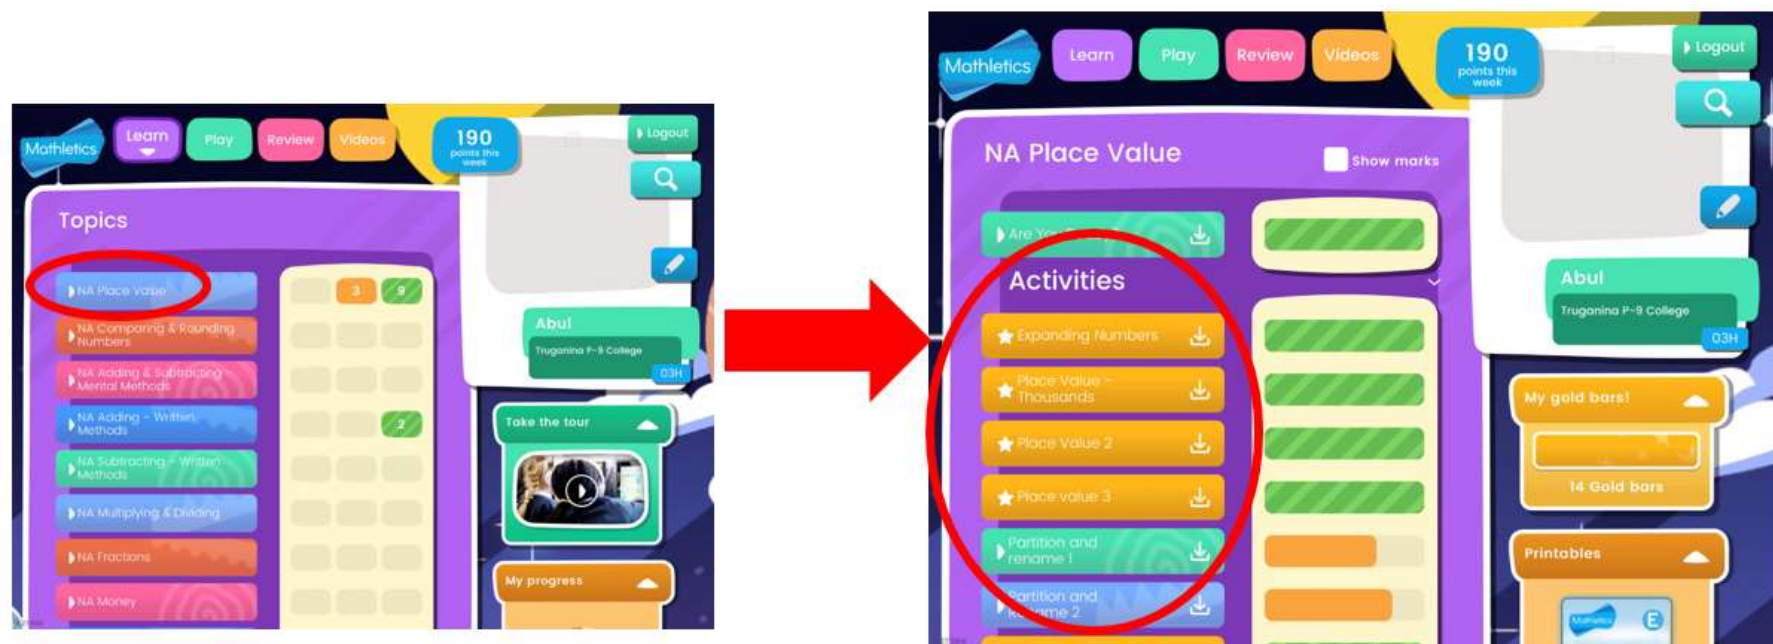 Mathletics
Learn
Play
Review
Videos
190
points this
week
Logout
Topics
NA Place Value
3
9
NA Comparing & Rounding
Numbers
NA Adding & Subtracting -
Mental Methods
NA Adding - Written
Methods
2
NA Subtracting - Written
Methods
NA Multiplying & Dividing
NA Fractions
NA Money
Abul
Truganina P-9 College
03H
Take the tour
My progress
Mathletics
Learn
Play
Review
Videos
190
points this
week
Logout
NA Place Value
Show marks
Are You
Activities
Expanding Numbers
Place Value -
Thousands
Place Value 2
Place value 3
Partition and
rename 1
Partition and
Rename 2
Abul
Truganina P-9 College
03H
My gold bars!
14 Gold bars
Printables
Mathletics
E